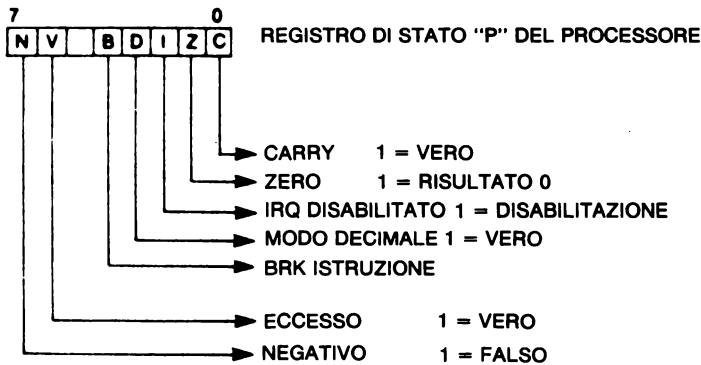 7 0
N V B D I Z C REGISTRO DI STATO "P" DEL PROCESSORE
CARRY 1 = VERO
ZERO 1 = RISULTATO 0
IRQ DISABILITATO 1 = DISABILITAZIONE
MODO DECIMALE 1 = VERO
BRK ISTRUZIONE
ECCESSO 1 = VERO
NEGATIVO 1 = FALSO